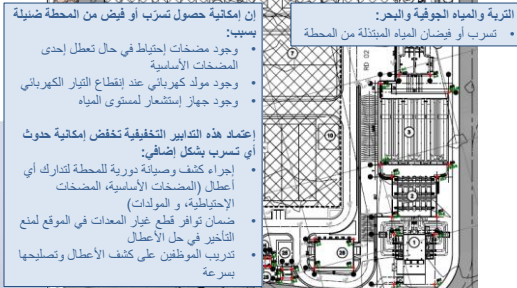 التربة والمياه الجوفية والبحر:
• تسرب أو فيضان المياه المبتذلة من المحطة
إن إمكانية حصول تسرّب أو فيض من المحطة ضئيلة
بسبب:
• وجود مضخات إحتياط في حال تعطل إحدى
المضخات الأساسية
• وجود مولد كهربائي عند إنقطاع التيار الكهربائي
• وجود جهاز إستشعار لمستوى المياه
إعتماد هذه التدابير التخفيفية تخفض إمكانية حدوث
أي تسرب بشكل إضافي:
• إجراء كشف وصيانة دورية للمحطة لتدارك أي
أعطال (المضخات الأساسية، المضخات
الإحتياطية، و المولدات)
• ضمان توافر قطع غيار المعدات في الموقع لمنع
التأخير في حل الأعطال
• تدريب الموظفين على كشف الأعطال وتصليحها
بسرعة
RD 02